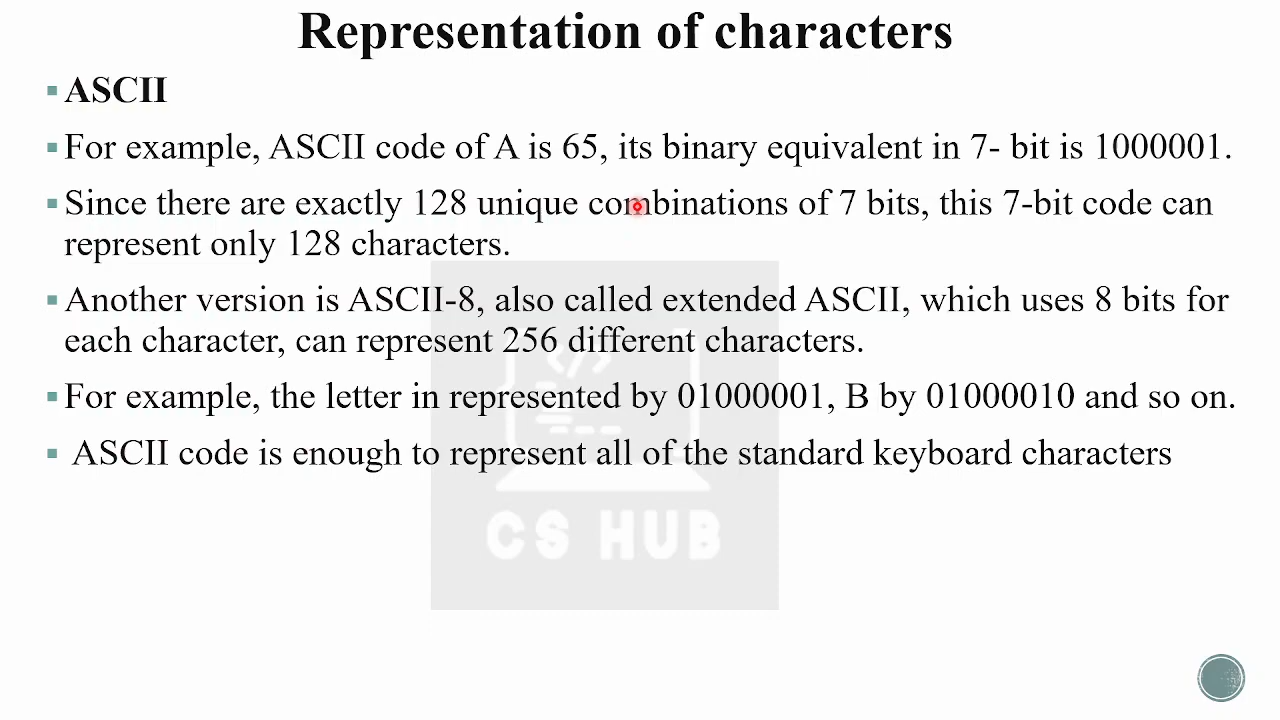 Representation of characters
ASCII
For example, ASCII code of A is 65, its binary equivalent in 7- bit is 1000001.
Since there are exactly 128 unique combinations of 7 bits, this 7-bit code can
represent only 128 characters.
Another version is ASCII-8, also called extended ASCII, which uses 8 bits for
each character, can represent 256 different characters.
For example, the letter in represented by 01000001, B by 01000010 and so on.
ASCII code is enough to represent all of the standard keyboard characters
</>
CS HUB